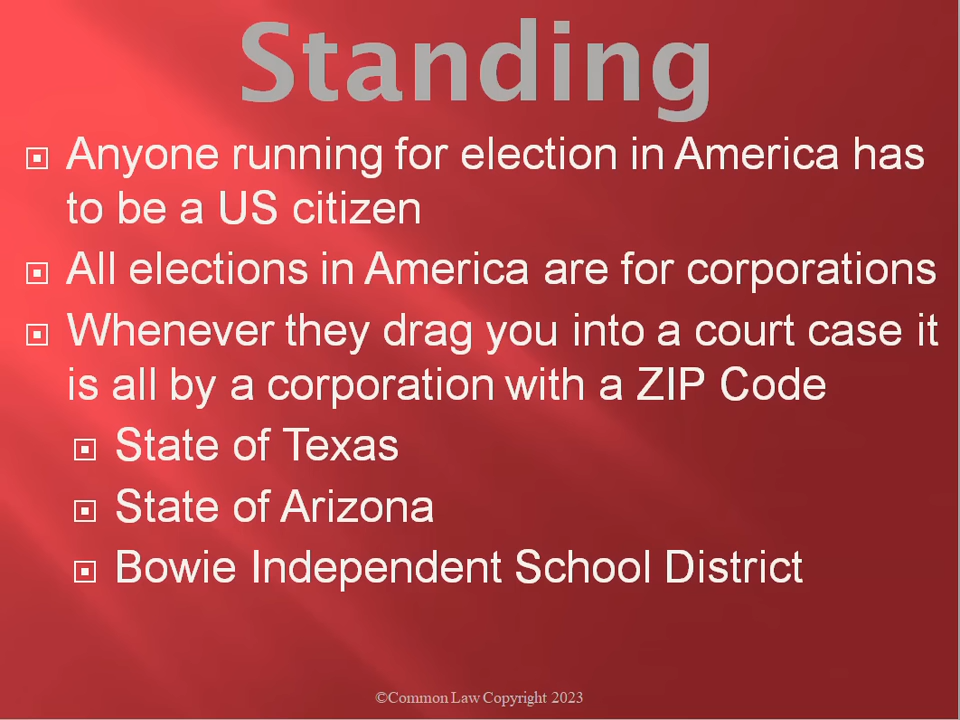 Standing
Anyone running for election in America has
to be a US citizen
All elections in America are for corporations
Whenever they drag you into a court case it
is all by a corporation with a ZIP Code
State of Texas
State of Arizona
Bowie Independent School District
©Common Law Copyright 2023